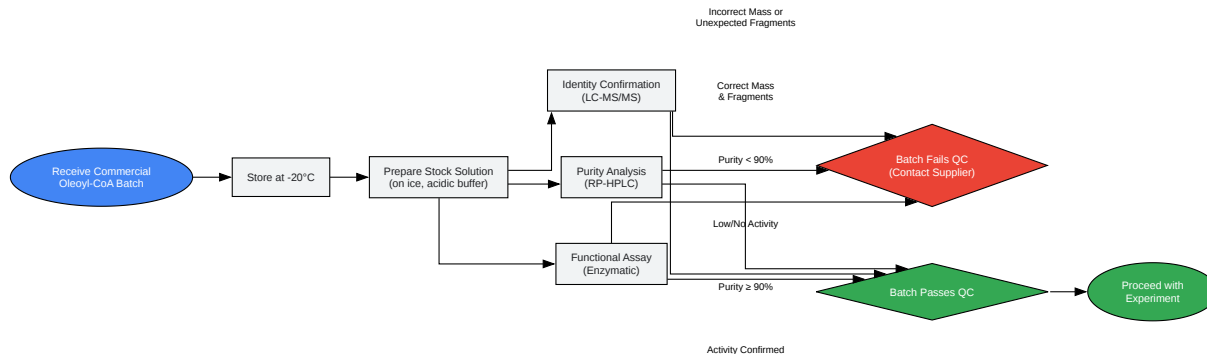 Incorrect Mass or
Unexpected Fragments
Identity Confirmation
(LC-MS/MS)
Correct Mass
& Fragments
Receive Commercial
Oleoyl-CoA Batch
Store at -20°C
Prepare Stock Solution
(on ice, acidic buffer)
Purity Analysis
(RP-HPLC)
Purity < 90%
Batch Fails QC
(Contact Supplier)
Low/No Activity
Functional Assay
(Enzymatic)
Purity ≥ 90%
Batch Passes QC
Proceed with
Experiment
Activity Confirmed